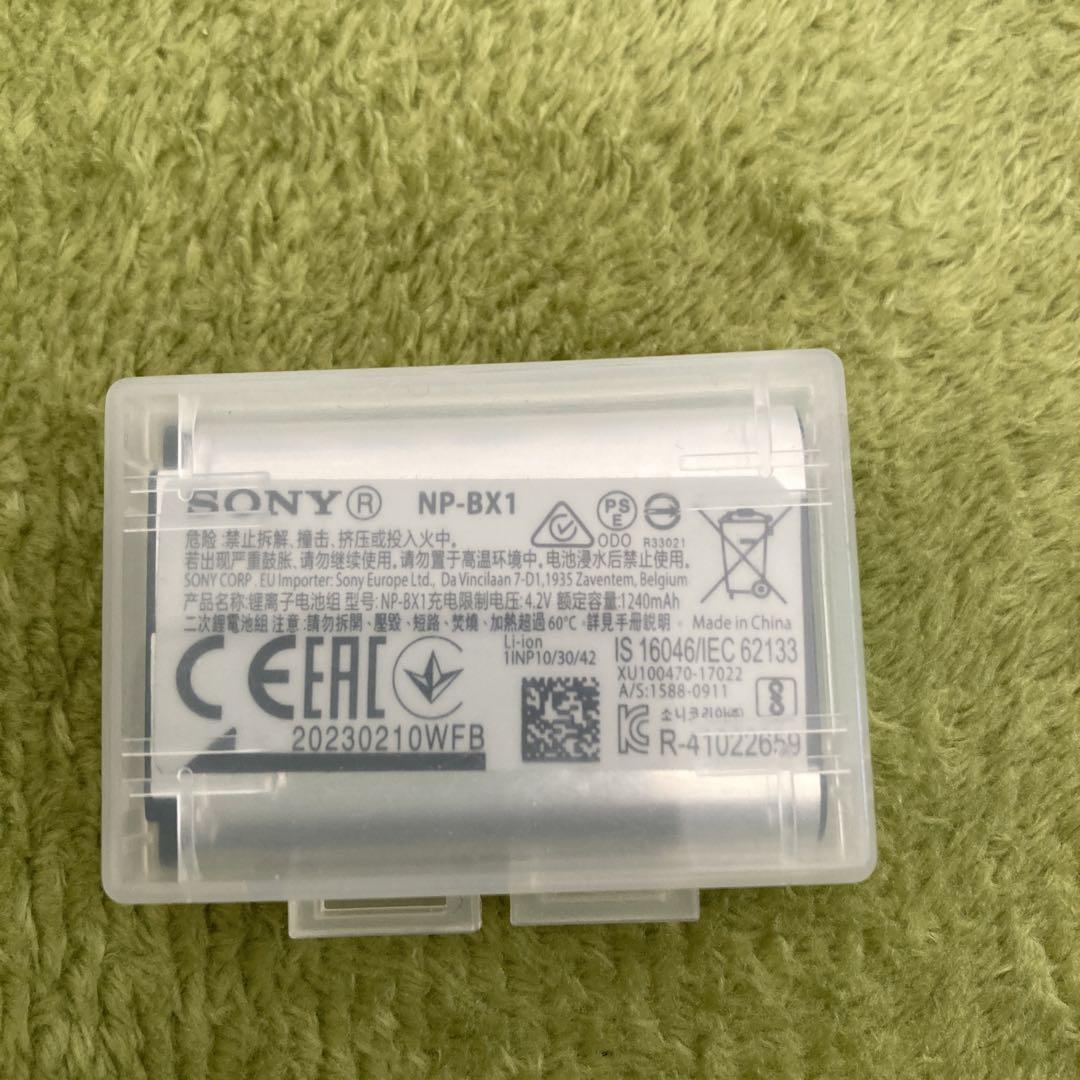 SONY® NP-BX1
PS
E
ODO R33021
危险 :禁止拆解、撞击、挤压或投入火中。
若出现严重鼓胀,请勿继续使用。请勿置于高温环境中。电池浸水后禁止使用。
SONY CORP. EU Importer: Sony Europe Ltd., Da Vincilaan 7-D1,1935 Zaventem, Belgium
产品名称:锂离子电池组 型号: NP-BX1充电限制电压: 4.2V 额定容量:1240mAh
二次鋰電池組 注意 :請勿拆開、壓毀、短路、焚燒、加熱超過60°C。詳見手冊說明。 Made in China
Li-ion
1INP10/30/42
IS 16046/IEC 62133
XU100470-17022
A/S:1588-0911
CE EAC
소니코리아㈜
20230210WFB
R-41022659